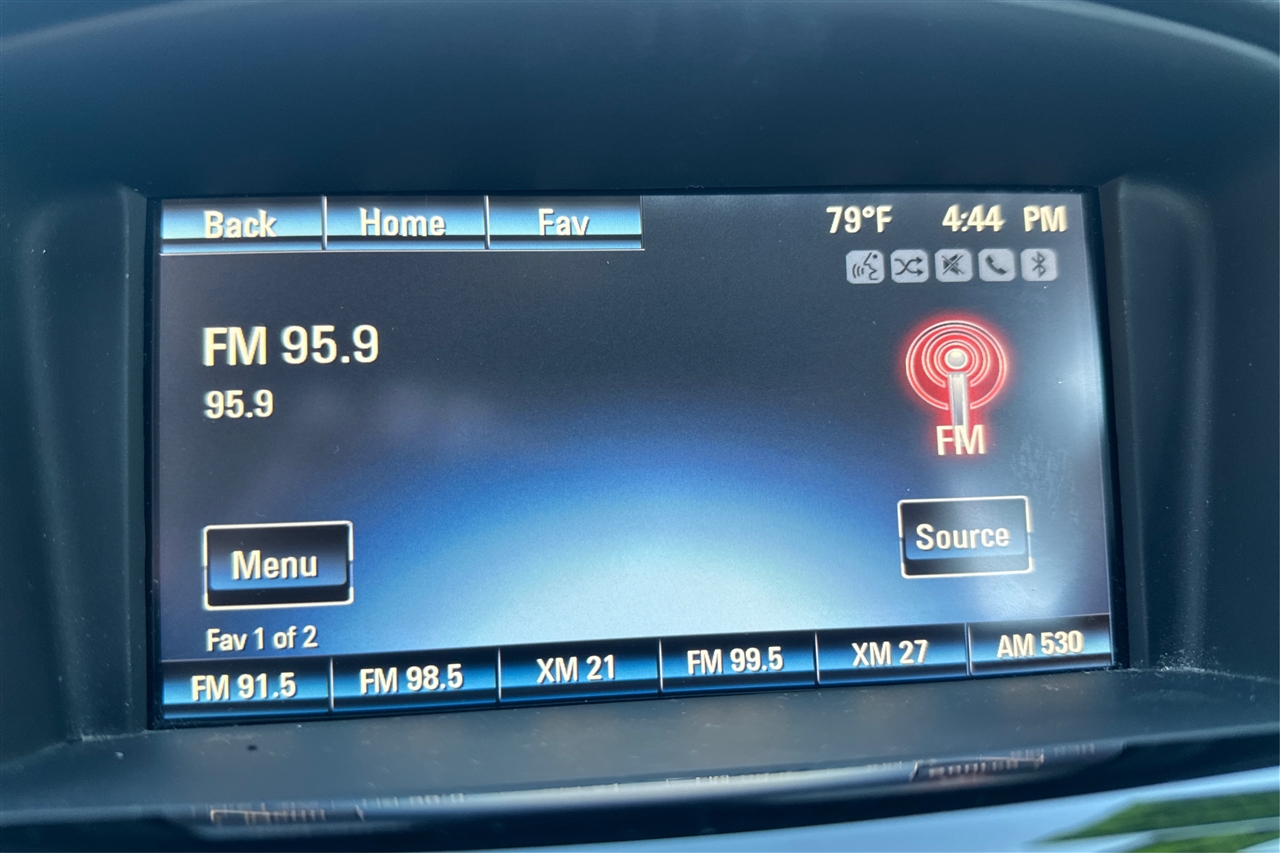 Back Home Fav 79°F 4:44 PM
FM 95.9
95.9
FM
Menu Source
Fav 1 of 2
FM 91.5 FM 98.5 XM 21 FM 99.5 XM 27 AM 530